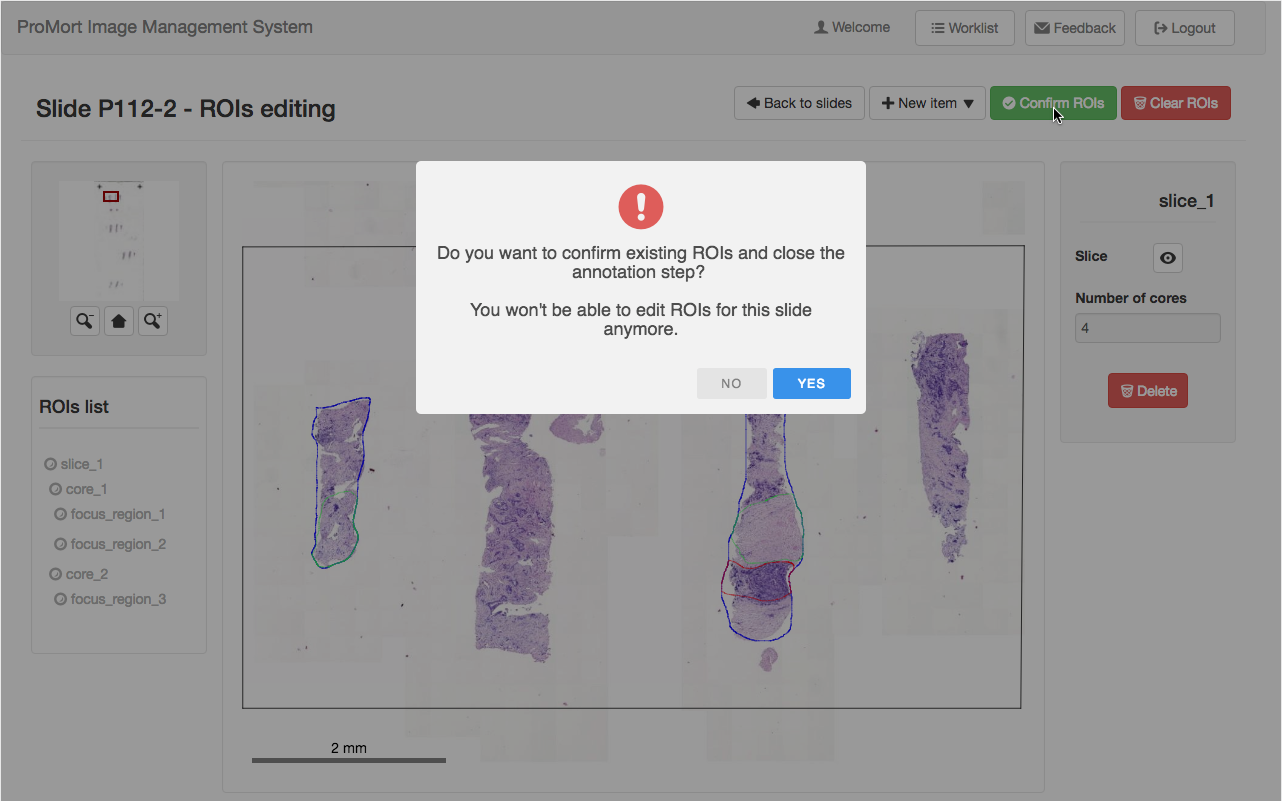 ProMort Image Management System
Welcome
Worklist
Feedback
Logout
Slide P112-2 - ROIs editing
Back to slides
New item
Confirm ROIs
Clear ROIs
Do you want to confirm existing ROIs and close the
annotation step?
You won't be able to edit ROIs for this slide
anymore.
NO
YES
slice_1
Slice
Number of cores
4
Delete
ROIs list
slice_1
core_1
focus_region_1
focus_region_2
core_2
focus_region_3
2 mm